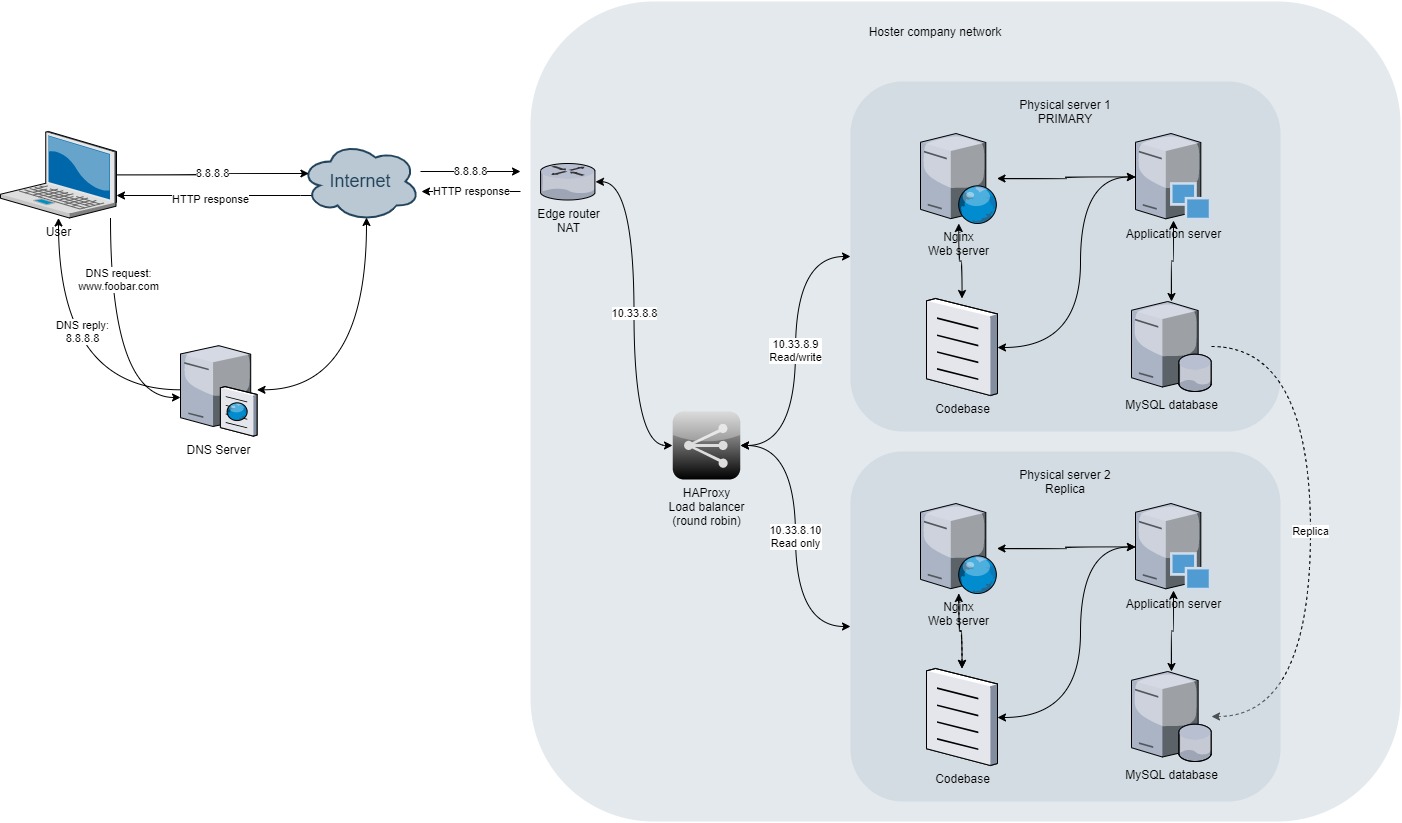 Hoster company network
Physical server 1
PRIMARY
8.8.8.8
HTTP response
Internet
8.8.8.8
HTTP response
User
Edge router
NAT
Nginx
Web server
Application server
DNS request:
www.foobar.com
DNS reply:
8.8.8.8
10.33.8.8
10.33.8.9
Read/write
Codebase
MySQL database
DNS Server
HAProxy
Load balancer
(round robin)
Physical server 2
Replica
10.33.8.10
Read only
Replica
Nginx
Web server
Application server
Codebase
MySQL database